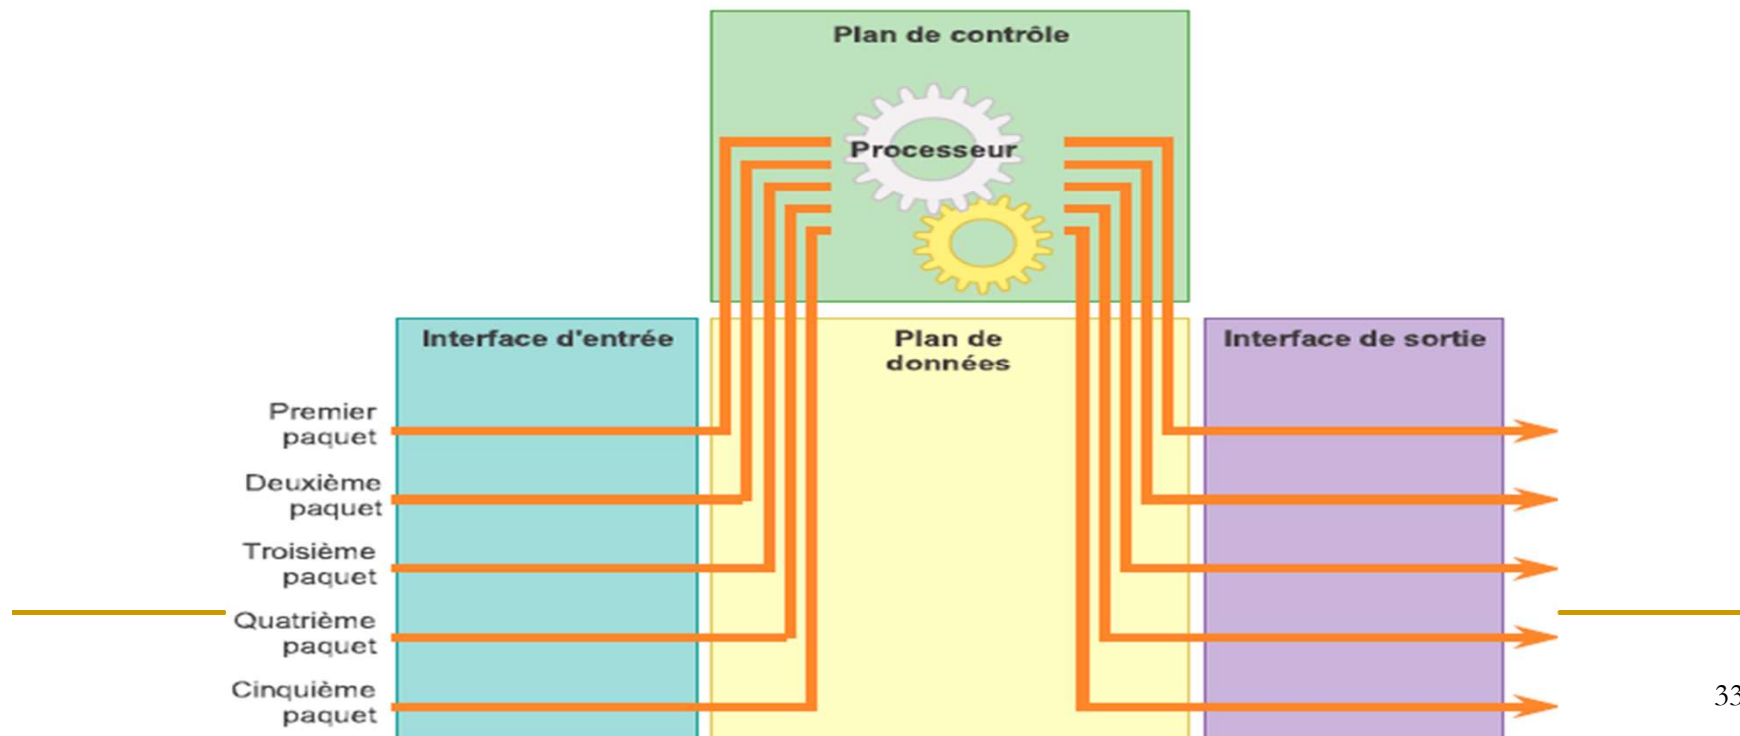 Plan de contrôle
Processeur
Interface d'entrée
Plan de
données
Interface de sortie
Premier
paquet
Deuxième
paquet
Troisième
paquet
Quatrième
paquet
Cinquième
paquet
33